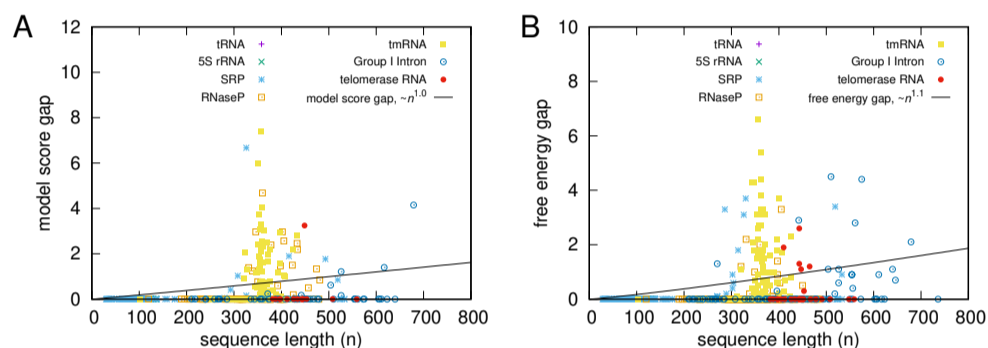 A
12
10
8
6
4
2
0
model score gap
tRNA
5S rRNA
SRP
RNaseP
tmRNA
Group I Intron
telomerase RNA
model score gap, ~n^1.0
0 100 200 300 400 500 600 700 800
sequence length (n)
B
10
8
6
4
2
0
free energy gap
tRNA
5S rRNA
SRP
RNaseP
tmRNA
Group I Intron
telomerase RNA
free energy gap, ~n^1.1
0 100 200 300 400 500 600 700 800
sequence length (n)